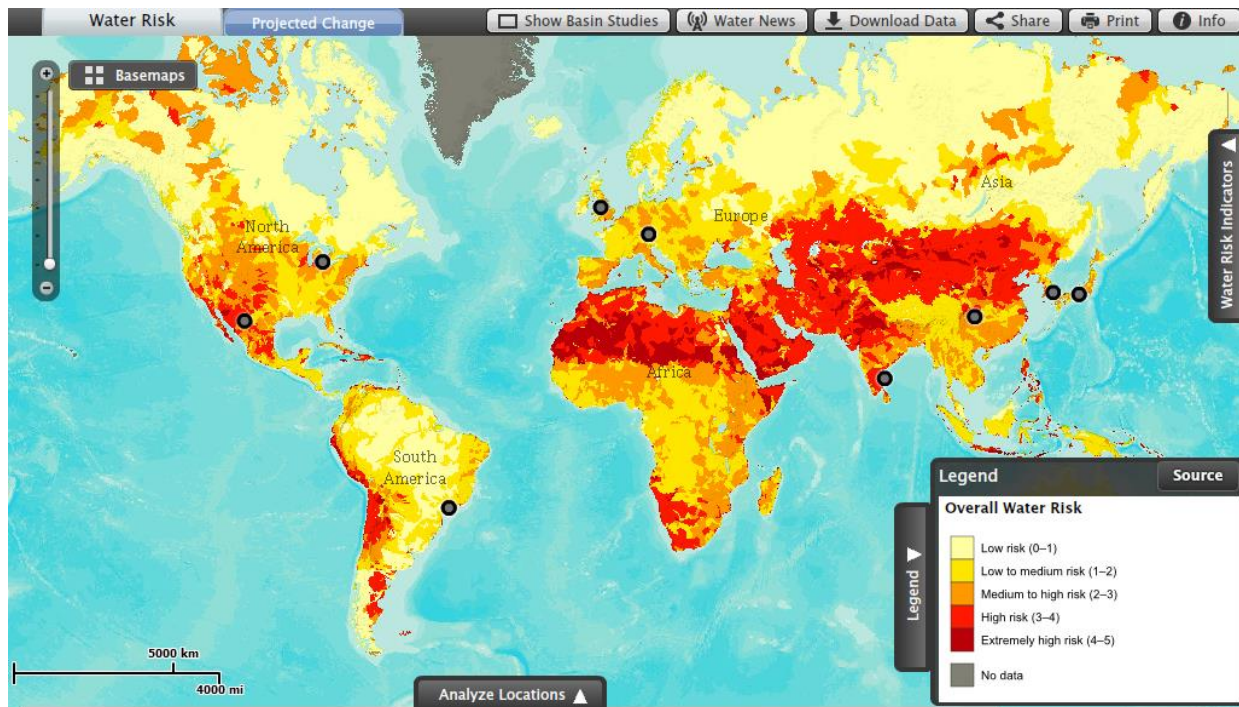 Water Risk
Projected Change
Show Basin Studies
Water News
Download Data
Share
Print
Info
Basemaps
Water Risk Indicators
North
America
Europe
Asia
Africa
South
America
Legend
Source
Overall Water Risk
Low risk (0–1)
Low to medium risk (1–2)
Medium to high risk (2–3)
High risk (3–4)
Extremely high risk (4–5)
No data
Legend
5000 km
4000 mi
Analyze Locations